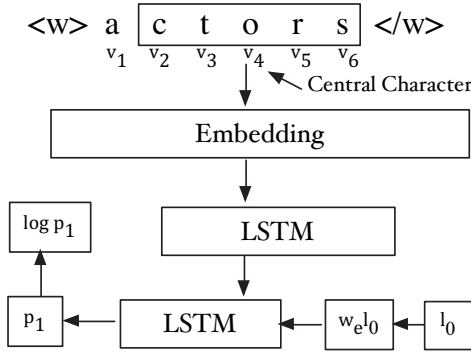 <w> a c t o r s </w>
v1 v2 v3 v4 v5 v6
Central Character
Embedding
log p1
LSTM
p1 LSTM wel0 l0